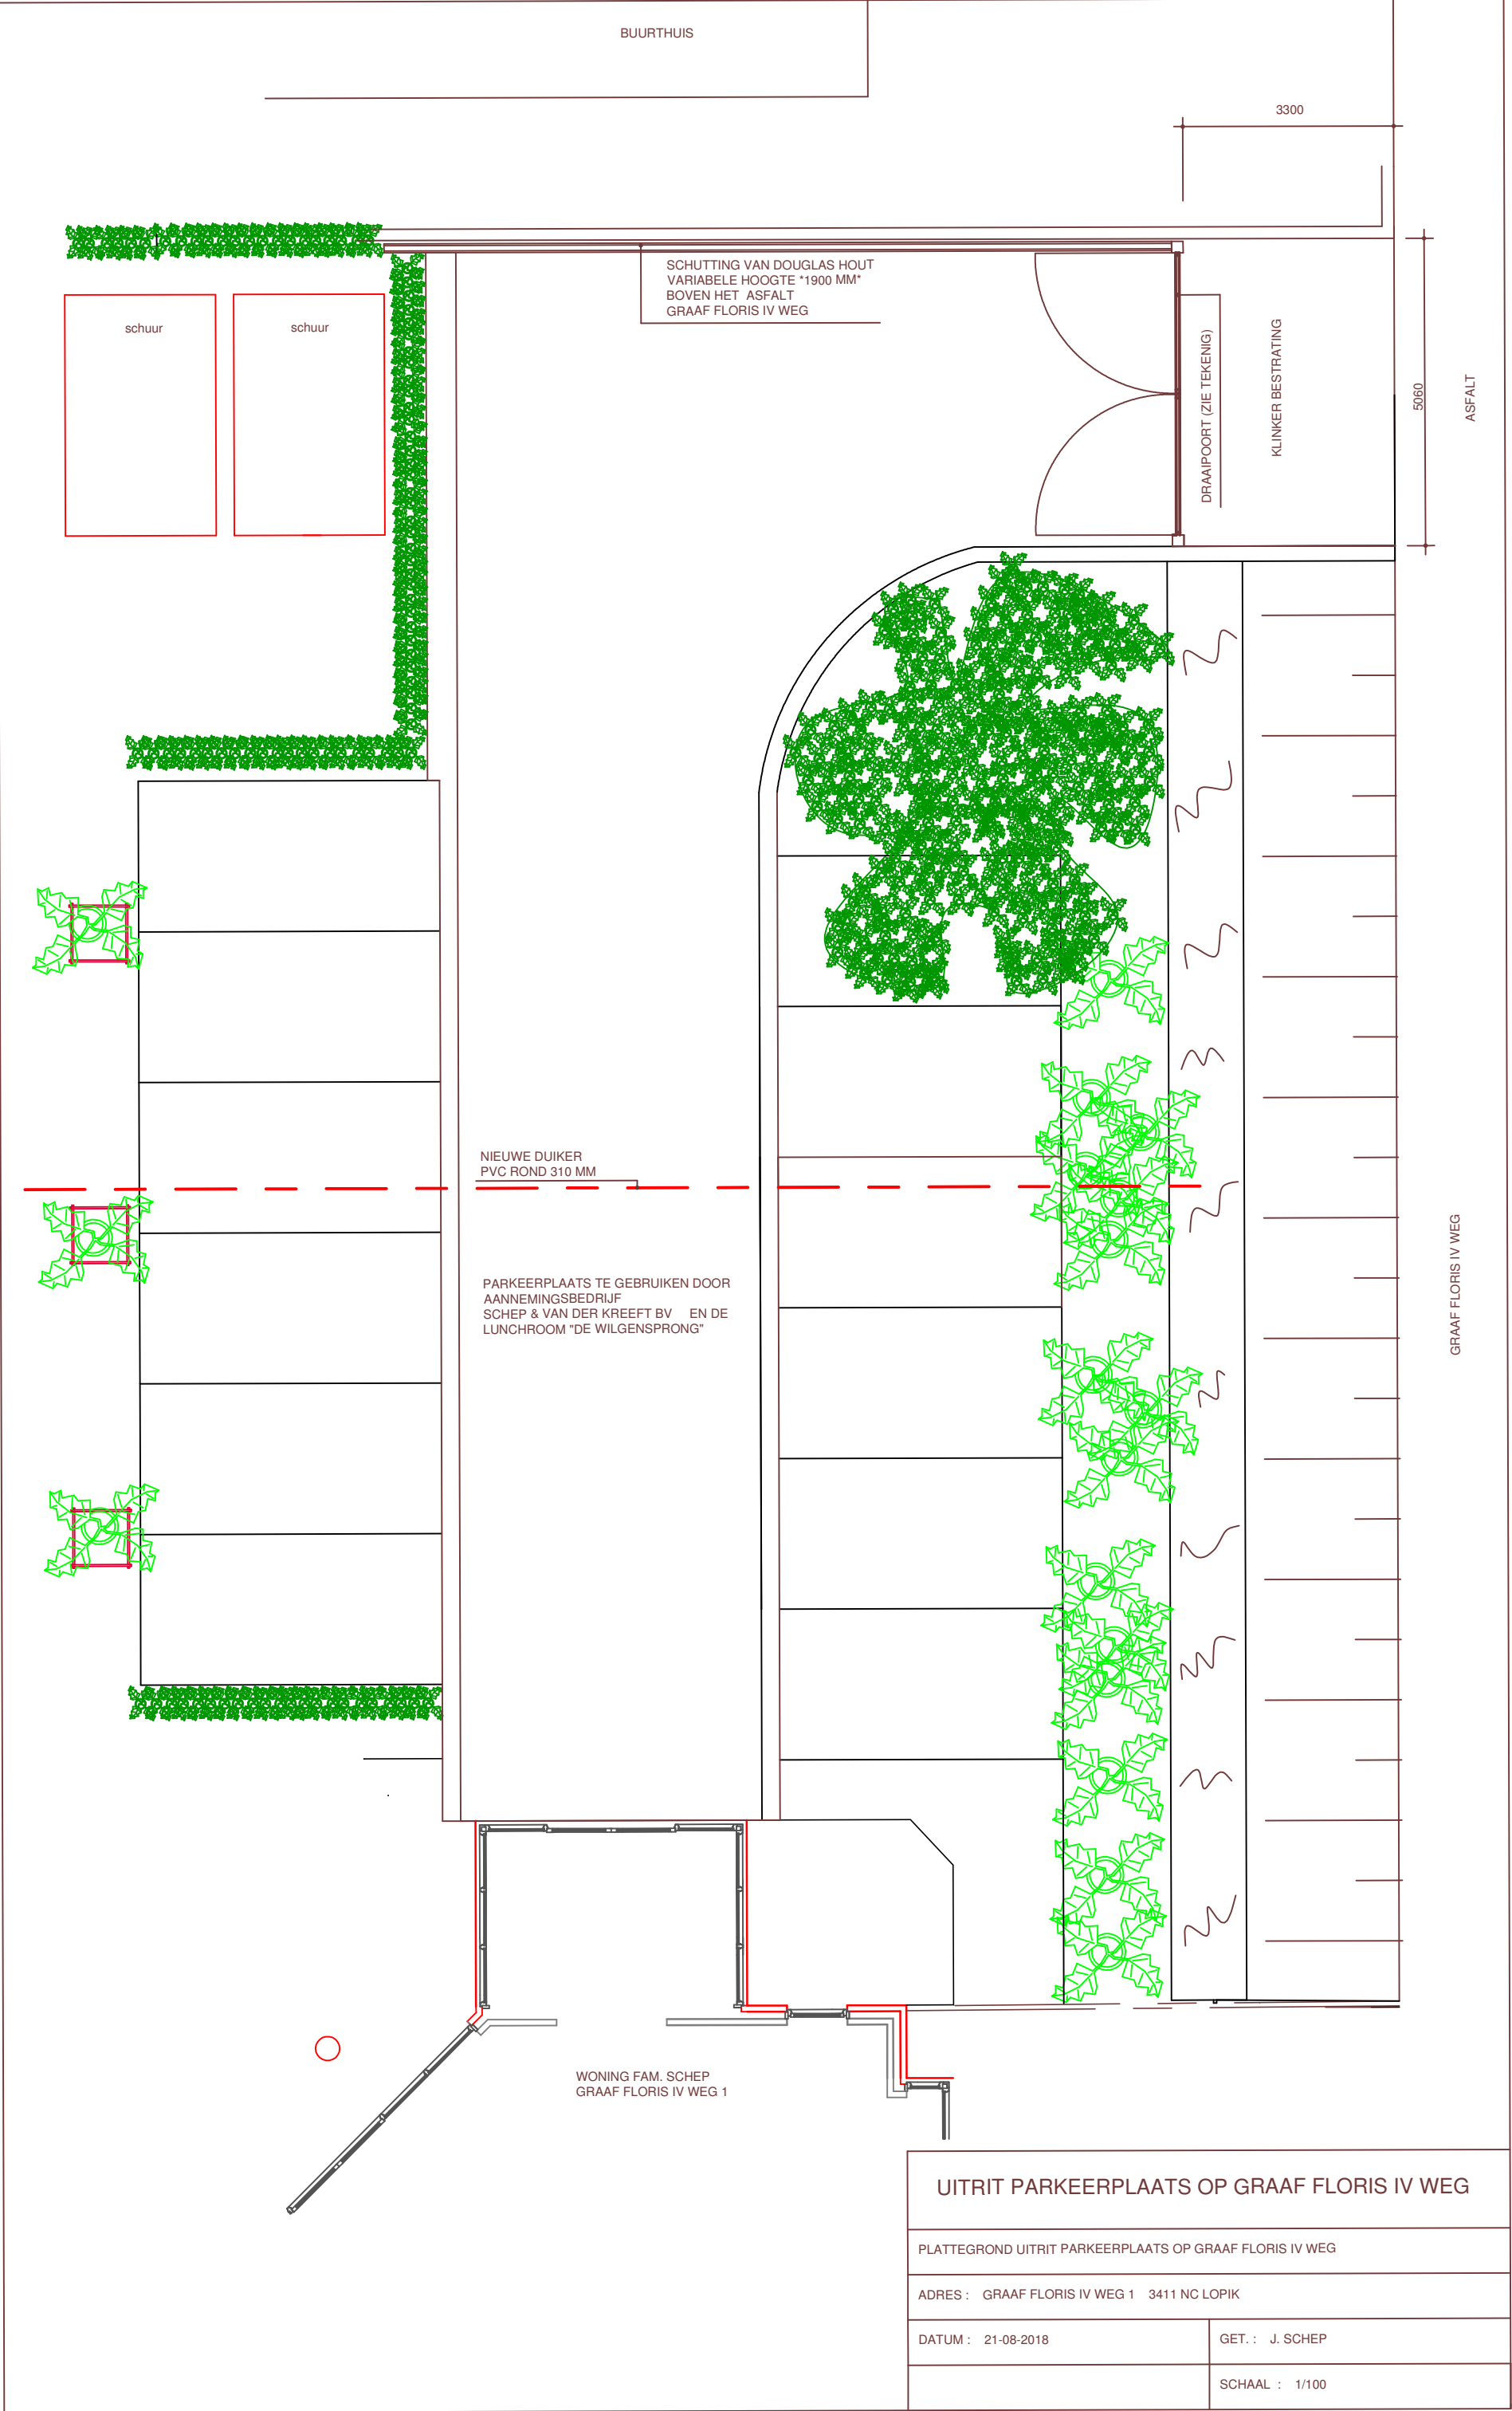 BUURTHUIS
3300
SCHUTTING VAN DOUGLAS HOUT
VARIABELE HOOGTE "1900 MM"
BOVEN HET ASFALT
GRAAF FLORIS IV WEG
schuur
schuur
DRAAIPOORT (ZIE TEKENIG)
KLINKER BESTRATING
5060
ASFALT
NIEUWE DUIKER
PVC ROND 310 MM
PARKEERPLAATS TE GEBRUIKEN DOOR
AANNEMINGSBEDRIJF
SCHEP & VAN DER KREEFT BV EN DE
LUNCHROOM "DE WILGENSPRONG"
GRAAF FLORIS IV WEG
WONING FAM. SCHEP
GRAAF FLORIS IV WEG 1
UITRIT PARKEERPLAATS OP GRAAF FLORIS IV WEG
PLATTEGROND UITRIT PARKEERPLAATS OP GRAAF FLORIS IV WEG
ADRES : GRAAF FLORIS IV WEG 1 3411 NC LOPIK
DATUM : 21-08-2018
GET. : J. SCHEP
SCHAAL : 1/100